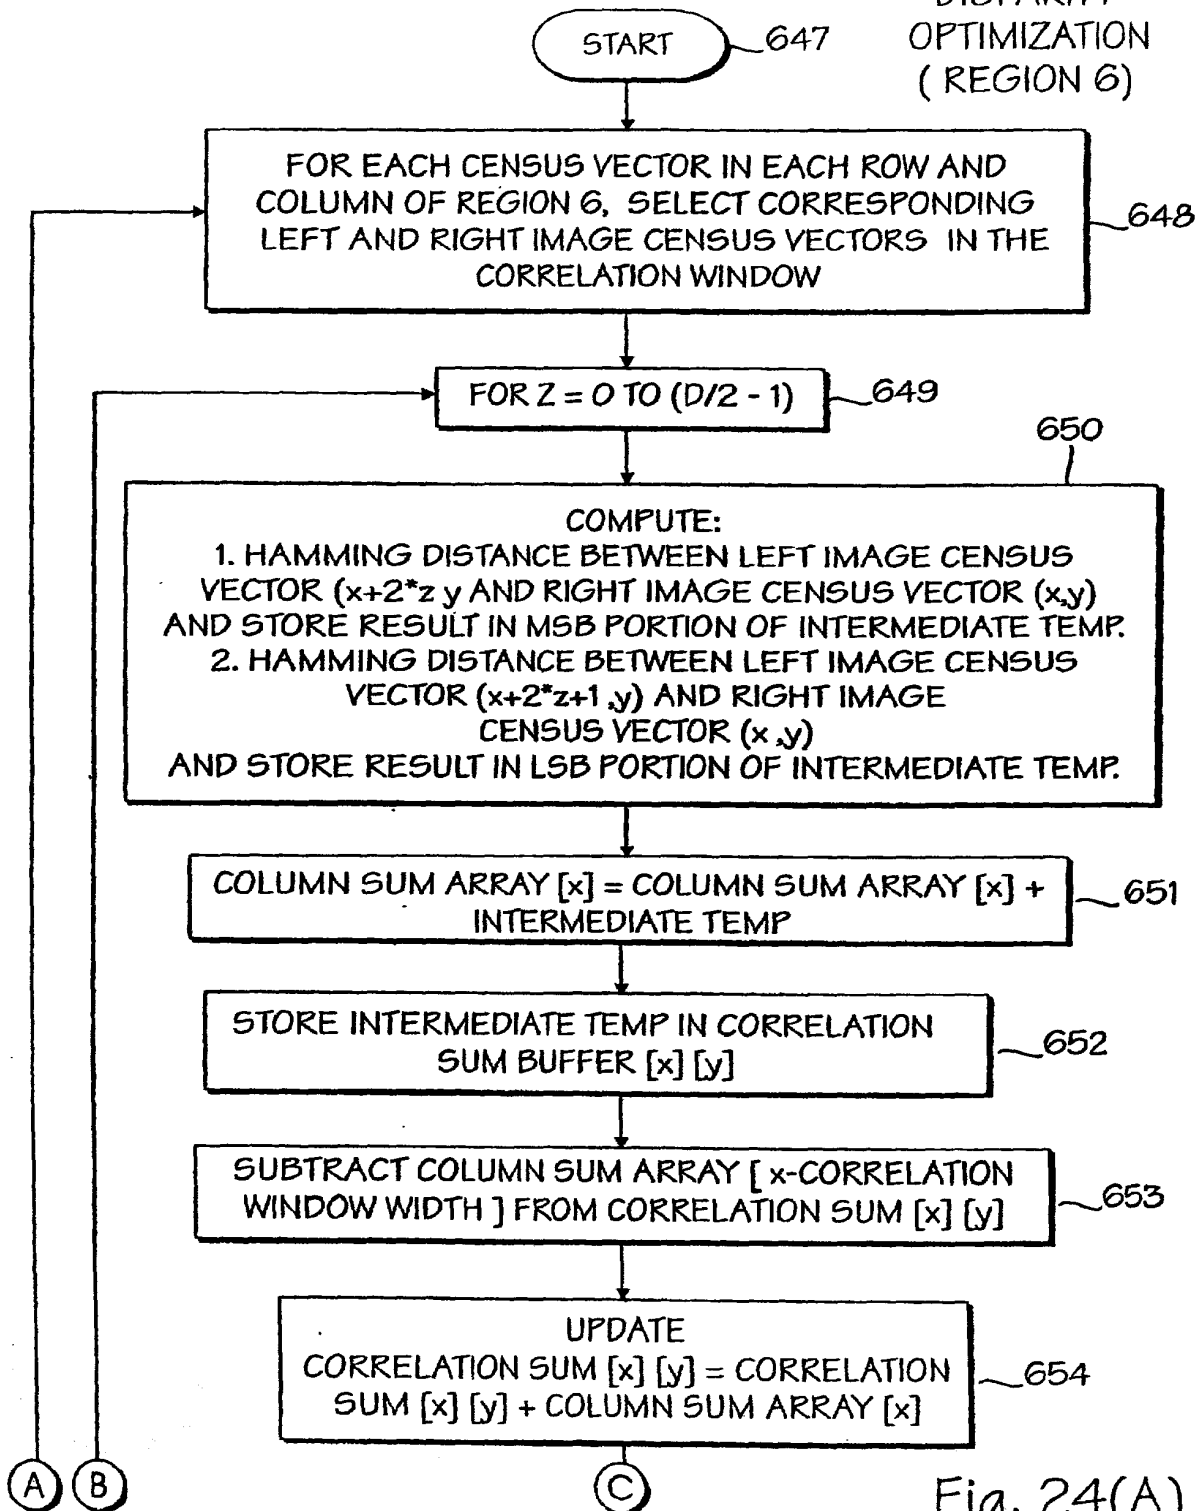 OPTIMIZATION
( REGION 6)
START
647
FOR EACH CENSUS VECTOR IN EACH ROW AND
COLUMN OF REGION 6, SELECT CORRESPONDING
LEFT AND RIGHT IMAGE CENSUS VECTORS IN THE
CORRELATION WINDOW
648
FOR Z = 0 TO (D/2 - 1)
649
650
COMPUTE:
1. HAMMING DISTANCE BETWEEN LEFT IMAGE CENSUS
VECTOR (x+2*z y AND RIGHT IMAGE CENSUS VECTOR (x,y)
AND STORE RESULT IN MSB PORTION OF INTERMEDIATE TEMP.
2. HAMMING DISTANCE BETWEEN LEFT IMAGE CENSUS
VECTOR (x+2*z+1 ,y) AND RIGHT IMAGE
CENSUS VECTOR (x ,y)
AND STORE RESULT IN LSB PORTION OF INTERMEDIATE TEMP.
COLUMN SUM ARRAY [x] = COLUMN SUM ARRAY [x] +
INTERMEDIATE TEMP
651
STORE INTERMEDIATE TEMP IN CORRELATION
SUM BUFFER [x] [y]
652
SUBTRACT COLUMN SUM ARRAY [ x-CORRELATION
WINDOW WIDTH ] FROM CORRELATION SUM [x] [y]
653
UPDATE
CORRELATION SUM [x] [y] = CORRELATION
SUM [x] [y] + COLUMN SUM ARRAY [x]
654
A
B
C
Fig. 24(A)